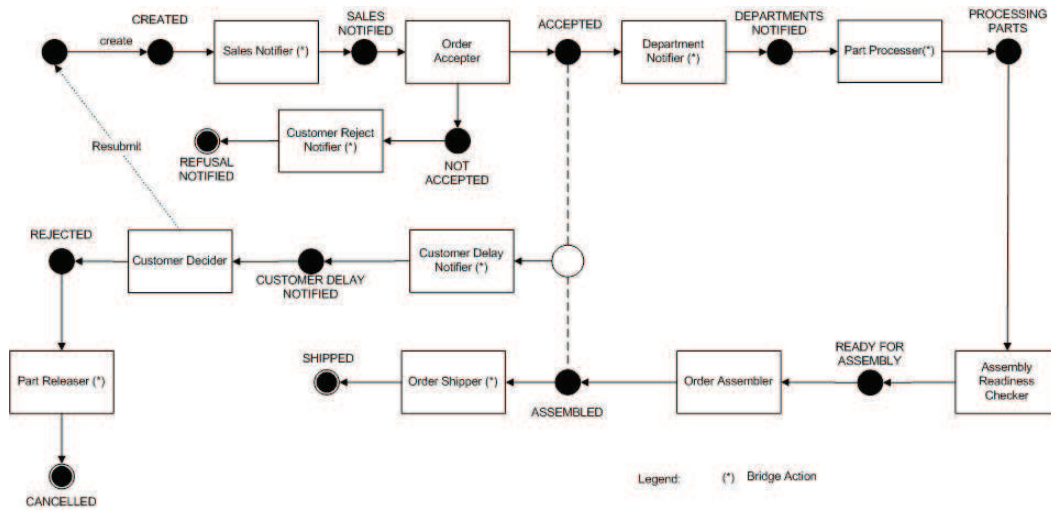 CREATED
SALES
NOTIFIED
ACCEPTED
DEPARTMENTS
NOTIFIED
PROCESSING
PARTS
create
Sales Notifier (*)
Order
Accepter
Department
Notifier (*)
Part Processer(*)
Resubmit
Customer Reject
Notifier (*)
REFUSAL
NOTIFIED
NOT
ACCEPTED
REJECTED
Customer Decider
CUSTOMER DELAY
NOTIFIED
Customer Delay
Notifier (*)
Part Releaser (*)
SHIPPED
Order Shipper (*)
ASSEMBLED
Order Assembler
READY FOR
ASSEMBLY
Assembly
Readiness
Checker
CANCELLED
Legend: (*) Bridge Action